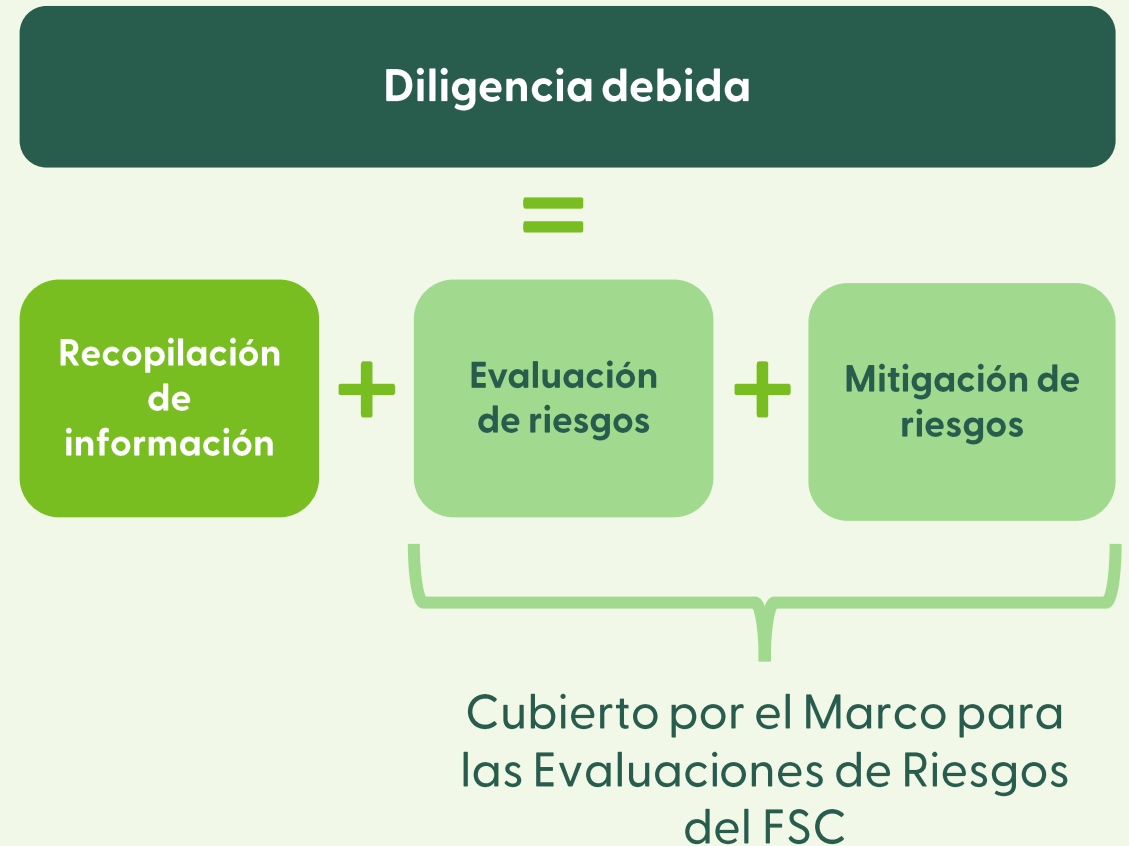 Diligencia debida
=
Recopilación
de
información
+
Evaluación
de riesgos
+
Mitigación de
riesgos
Cubierto por el Marco para
las Evaluaciones de Riesgos
del FSC